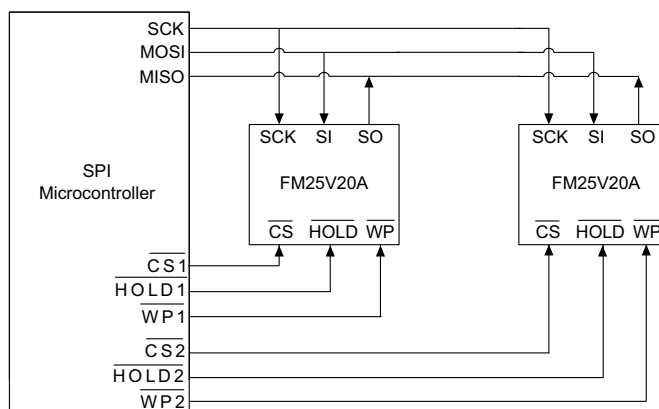 SCK
MOSI
MISO
SPI
Microcontroller
SCK SI SO
FM25V20A
CS HOLD WP
SCK SI SO
FM25V20A
CS HOLD WP
CS1
HOLD1
WP1
CS2
HOLD2
WP2